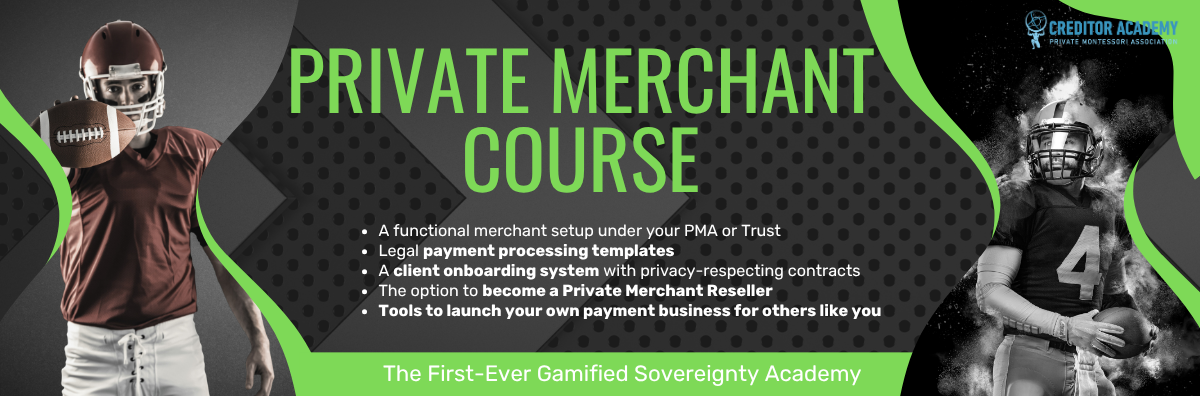 CREDITOR ACADEMY
PRIVATE MONTESSORI ASSOCIATION
PRIVATE MERCHANT
COURSE
• A functional merchant setup under your PMA or Trust
• Legal payment processing templates
• A client onboarding system with privacy-respecting contracts
• The option to become a Private Merchant Reseller
• Tools to launch your own payment business for others like you
4
The First-Ever Gamified Sovereignty Academy